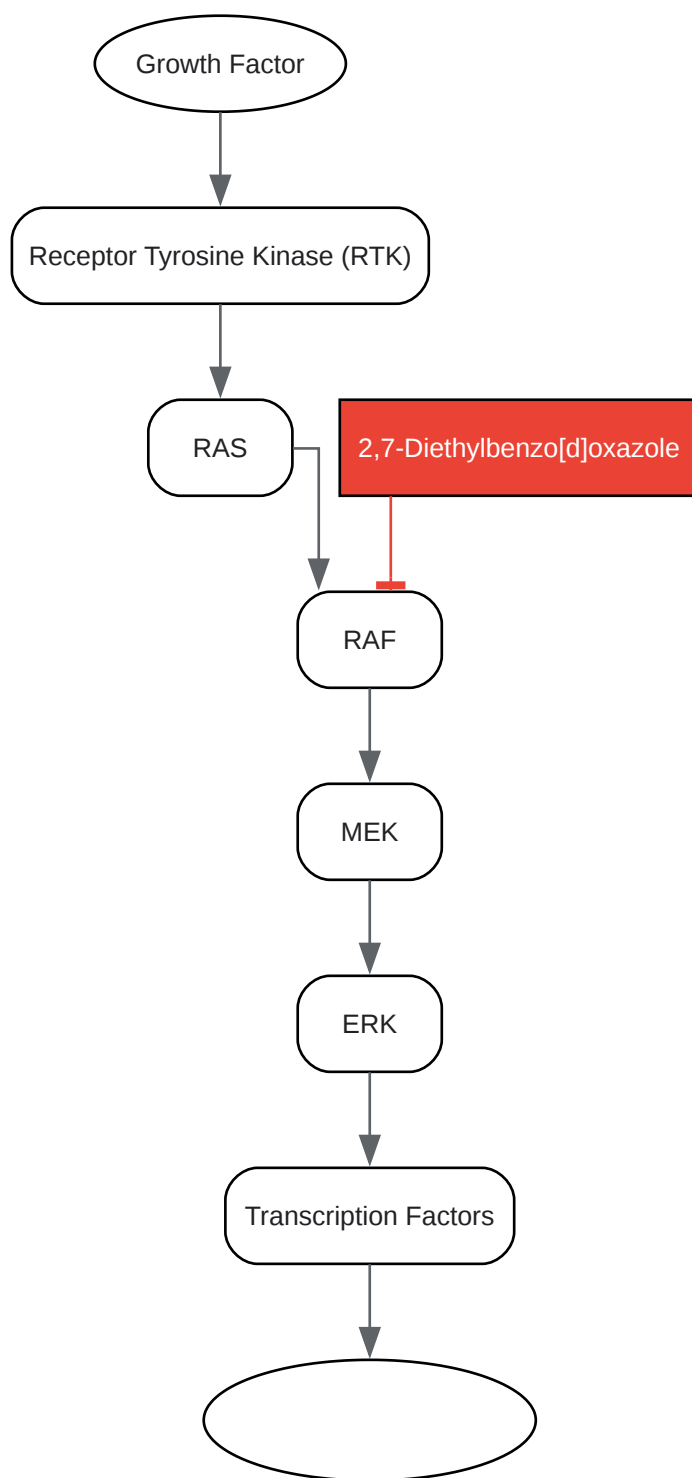 Growth Factor
Receptor Tyrosine Kinase (RTK)
RAS
2,7-Diethylbenzo[d]oxazole
RAF
MEK
ERK
Transcription Factors